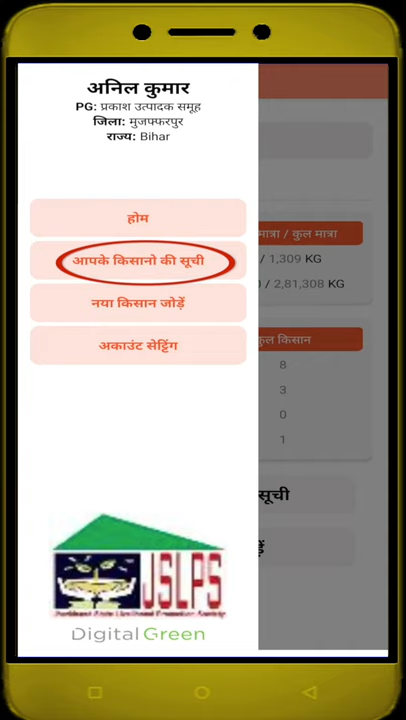 अनिल कुमार
PG: प्रकाश उत्पादक समूह
जिला: मुजफ्फरपुर
राज्य: Bihar
होम
आपके किसानो की सूची
नया किसान जोड़ें
अकाउंट सेट्टिंग
मात्रा / कुल मात्रा
/ 1,309 KG
/ 2,81,308 KG
कुल किसान
8
3
0
1
सूची
JSLPS
Digital Green